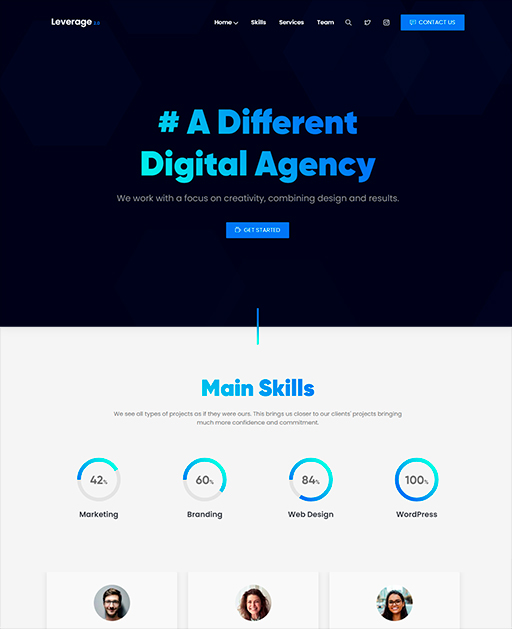 Leverage 2.0
Home Skills Services Team CONTACT US
# A Different
Digital Agency
We work with a focus on creativity, combining design and results.
GET STARTED
Main Skills
We see all types of projects as if they were ours. This brings us closer to our clients' projects bringing
much more confidence and commitment.
42% 60% 84% 100%
Marketing Branding Web Design WordPress